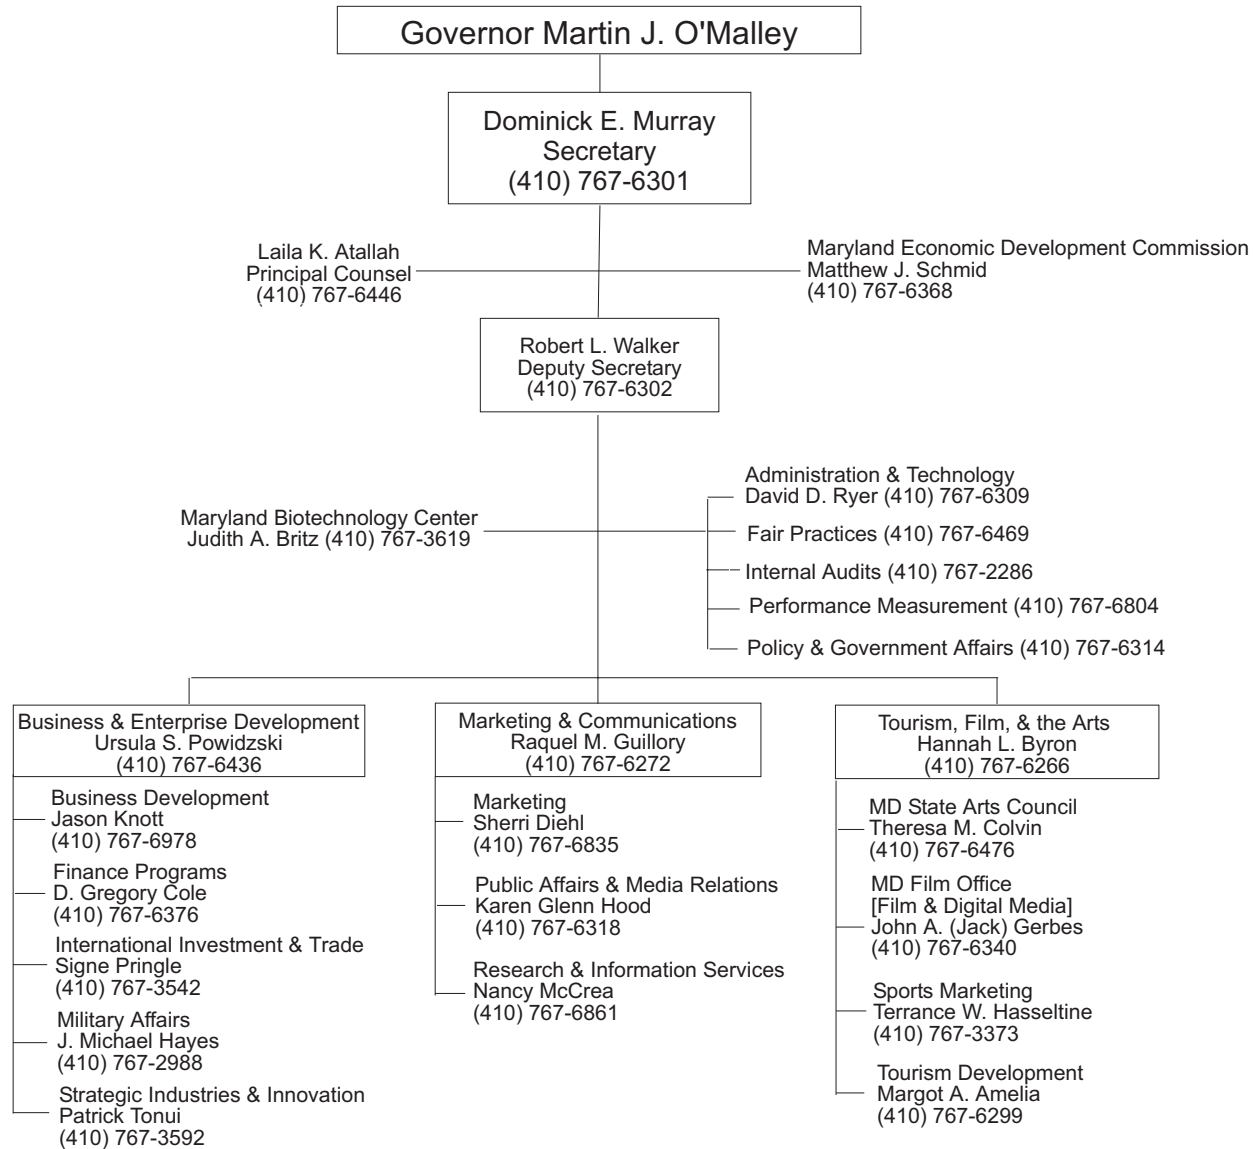 Governor Martin J. O'Malley
Dominick E. Murray
Secretary
(410) 767-6301
Laila K. Atallah
Principal Counsel
(410) 767-6446
Maryland Economic Development Commission
Matthew J. Schmid
(410) 767-6368
Robert L. Walker
Deputy Secretary
(410) 767-6302
Maryland Biotechnology Center
Judith A. Britz (410) 767-3619
Administration & Technology
David D. Ryer (410) 767-6309
Fair Practices (410) 767-6469
Internal Audits (410) 767-2286
Performance Measurement (410) 767-6804
Policy & Government Affairs (410) 767-6314
Business & Enterprise Development
Ursula S. Powidzski
(410) 767-6436
Business Development
Jason Knott
(410) 767-6978
Finance Programs
D. Gregory Cole
(410) 767-6376
International Investment & Trade
Signe Pringle
(410) 767-3542
Military Affairs
J. Michael Hayes
(410) 767-2988
Strategic Industries & Innovation
Patrick Tonui
(410) 767-3592
Marketing & Communications
Raquel M. Guillory
(410) 767-6272
Marketing
Sherri Diehl
(410) 767-6835
Public Affairs & Media Relations
Karen Glenn Hood
(410) 767-6318
Research & Information Services
Nancy McCrea
(410) 767-6861
Tourism, Film, & the Arts
Hannah L. Byron
(410) 767-6266
MD State Arts Council
Theresa M. Colvin
(410) 767-6476
MD Film Office
[Film & Digital Media]
John A. (Jack) Gerbes
(410) 767-6340
Sports Marketing
Terrance W. Hasseltine
(410) 767-3373
Tourism Development
Margot A. Amelia
(410) 767-6299